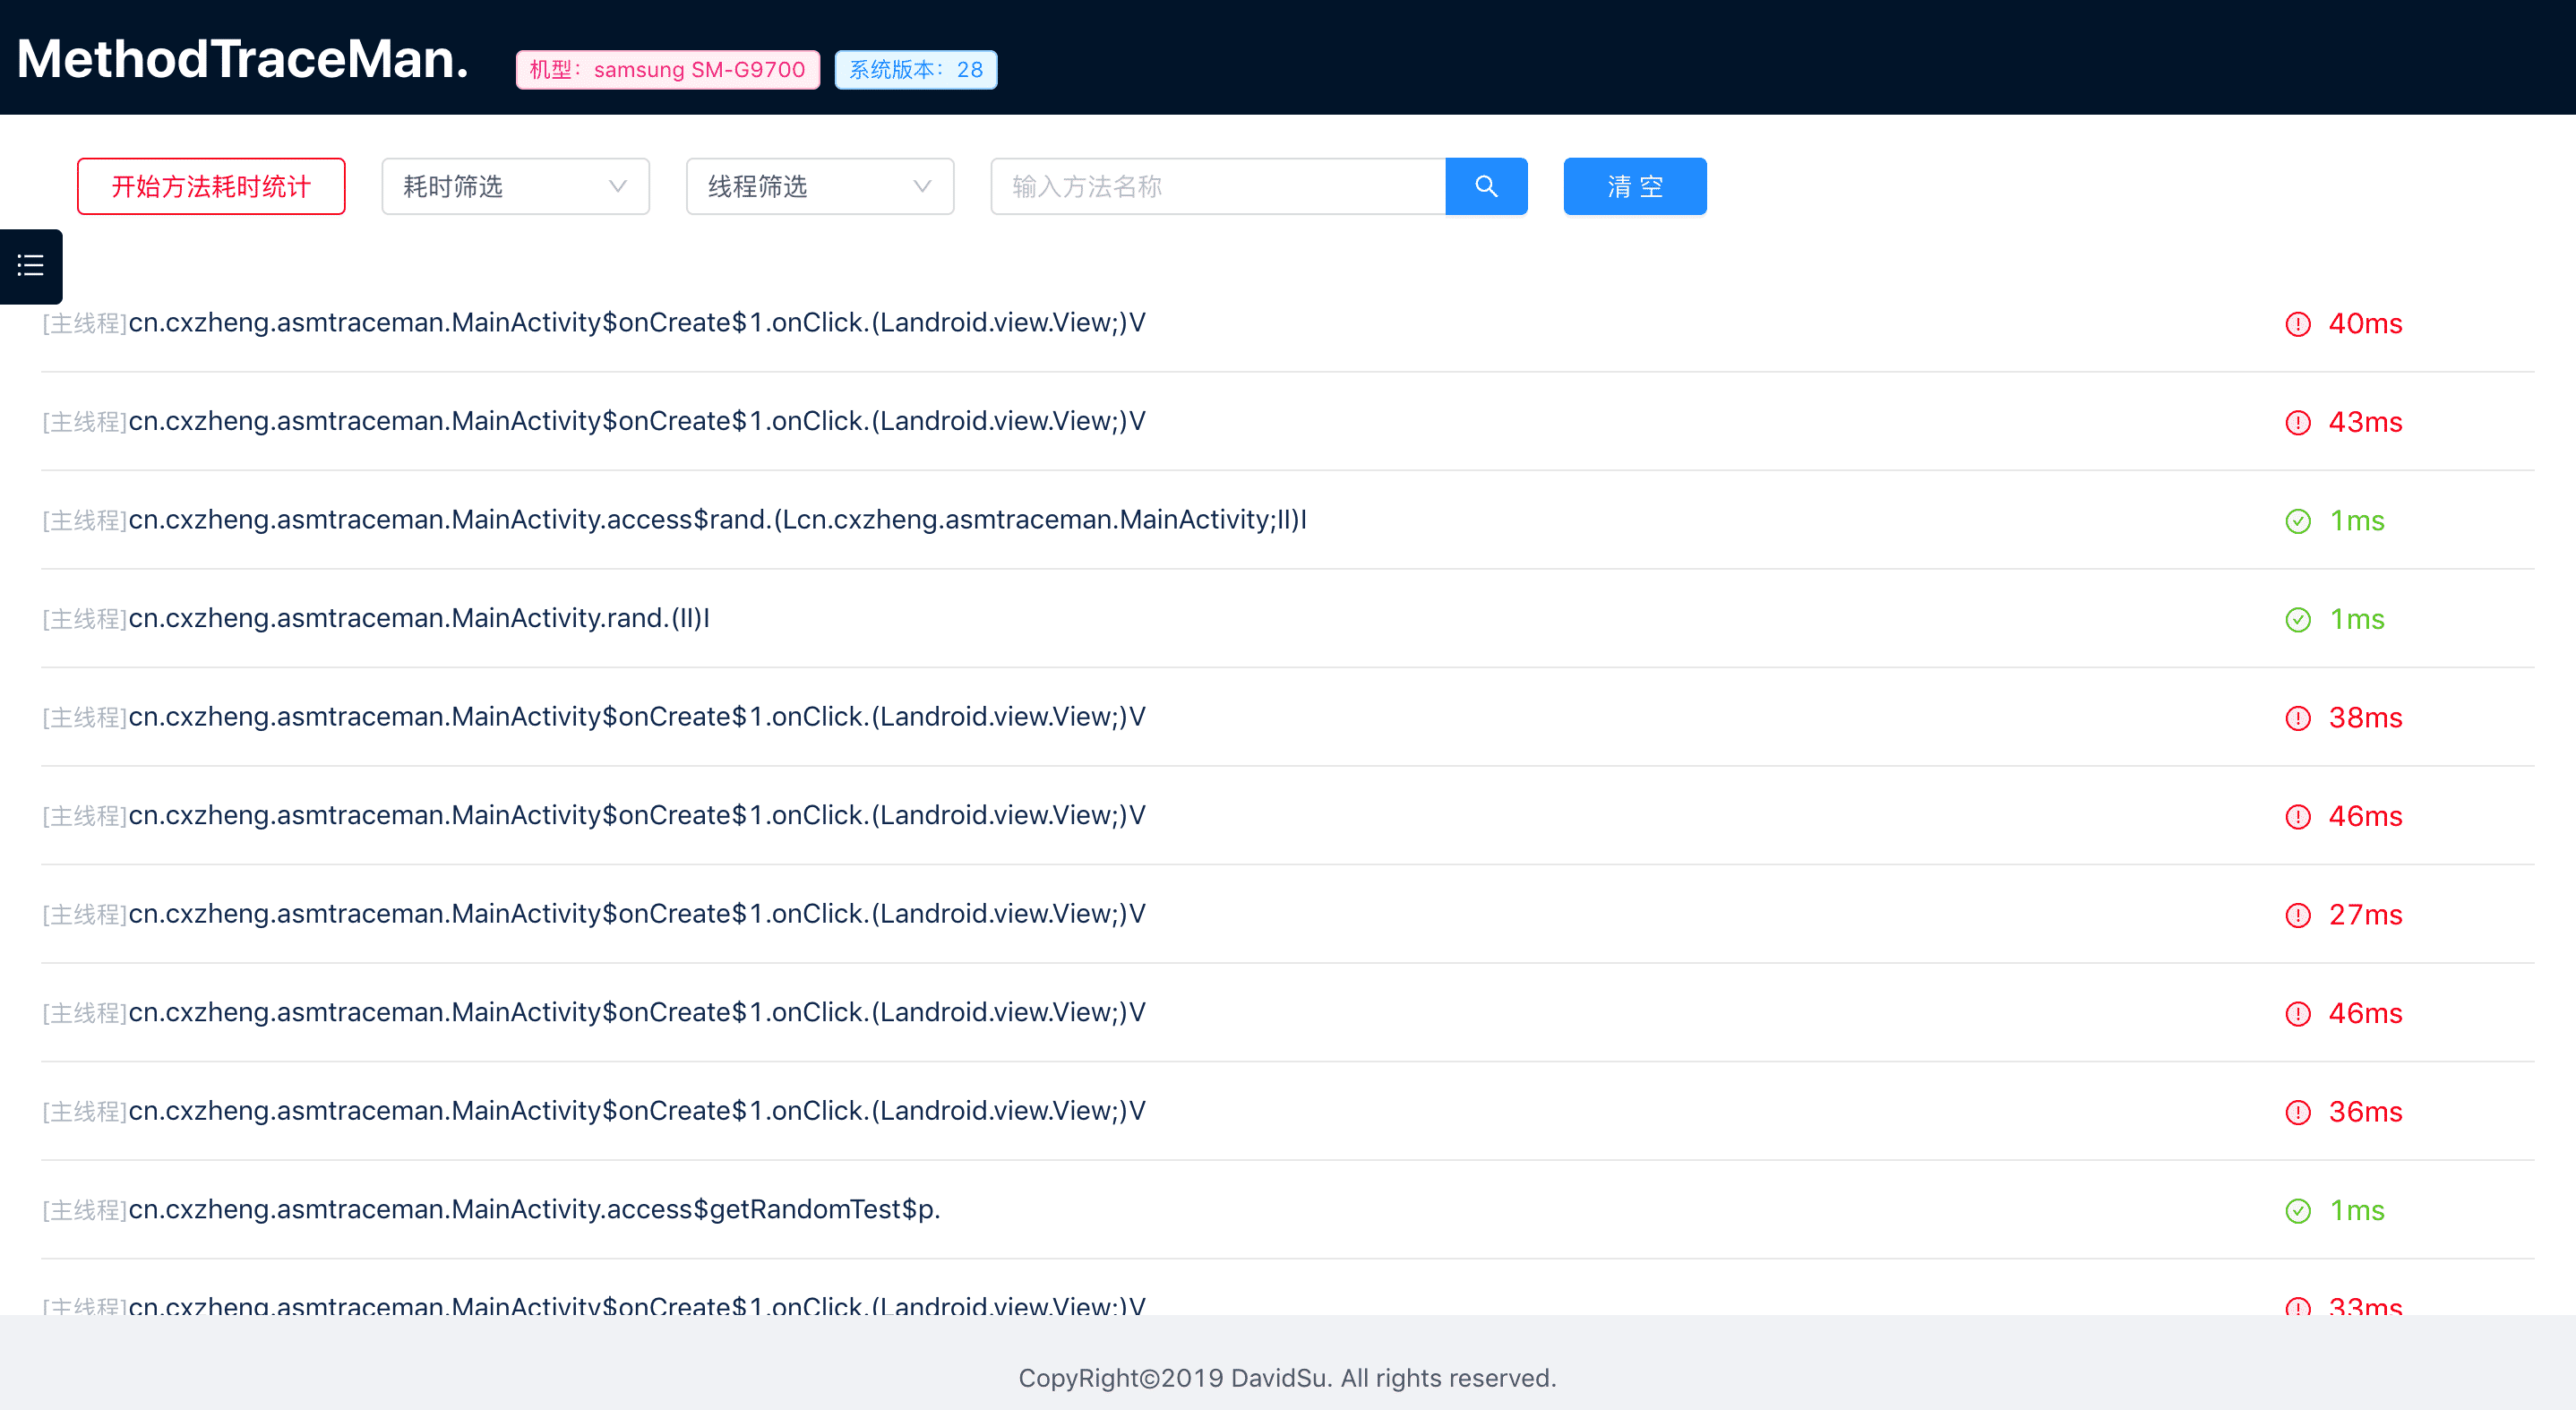 MethodTraceMan.
机型：samsung SM-G9700 系统版本：28
开始方法耗时统计 耗时筛选 线程筛选 输入方法名称 清 空
[主线程]cn.cxzheng.asmtraceman.MainActivity$onCreate$1.onClick.(Landroid.view.View;)V 40ms
[主线程]cn.cxzheng.asmtraceman.MainActivity$onCreate$1.onClick.(Landroid.view.View;)V 43ms
[主线程]cn.cxzheng.asmtraceman.MainActivity.access$rand.(Lcn.cxzheng.asmtraceman.MainActivity;II)I 1ms
[主线程]cn.cxzheng.asmtraceman.MainActivity.rand.(II)I 1ms
[主线程]cn.cxzheng.asmtraceman.MainActivity$onCreate$1.onClick.(Landroid.view.View;)V 38ms
[主线程]cn.cxzheng.asmtraceman.MainActivity$onCreate$1.onClick.(Landroid.view.View;)V 46ms
[主线程]cn.cxzheng.asmtraceman.MainActivity$onCreate$1.onClick.(Landroid.view.View;)V 27ms
[主线程]cn.cxzheng.asmtraceman.MainActivity$onCreate$1.onClick.(Landroid.view.View;)V 46ms
[主线程]cn.cxzheng.asmtraceman.MainActivity$onCreate$1.onClick.(Landroid.view.View;)V 36ms
[主线程]cn.cxzheng.asmtraceman.MainActivity.access$getRandomTest$p. 1ms
[主线程]cn.cxzheng.asmtraceman.MainActivity$onCreate$1.onClick.(Landroid.view.View;)V 33ms
CopyRight©2019 DavidSu. All rights reserved.